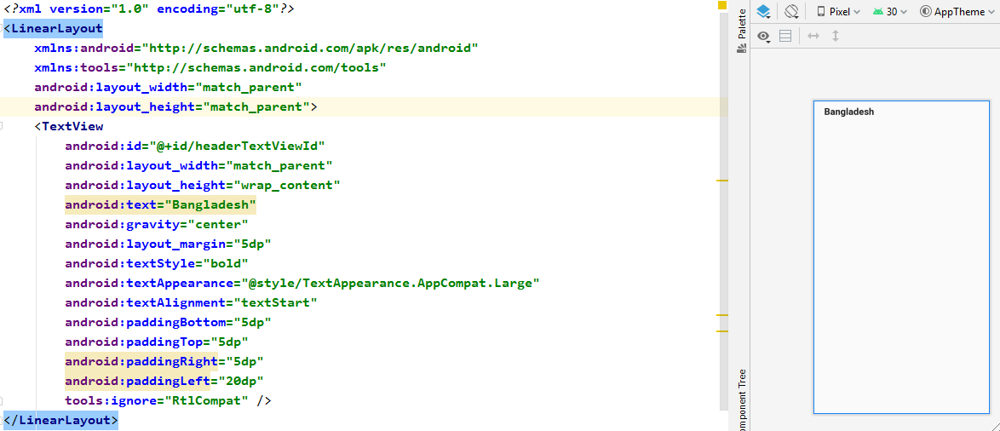 <?xml version="1.0" encoding="utf-8"?>
<LinearLayout
    xmlns:android="http://schemas.android.com/apk/res/android"
    xmlns:tools="http://schemas.android.com/tools"
    android:layout_width="match_parent"
    android:layout_height="match_parent">
    <TextView
        android:id="@+id/headerTextViewId"
        android:layout_width="match_parent"
        android:layout_height="wrap_content"
        android:text="Bangladesh"
        android:gravity="center"
        android:layout_margin="5dp"
        android:textStyle="bold"
        android:textAppearance="@style/TextAppearance.AppCompat.Large"
        android:textAlignment="textStart"
        android:paddingBottom="5dp"
        android:paddingTop="5dp"
        android:paddingRight="5dp"
        android:paddingLeft="20dp"
        tools:ignore="RtlCompat" />
</LinearLayout>
Palette
Pixel 30 AppTheme
Bangladesh
Tree